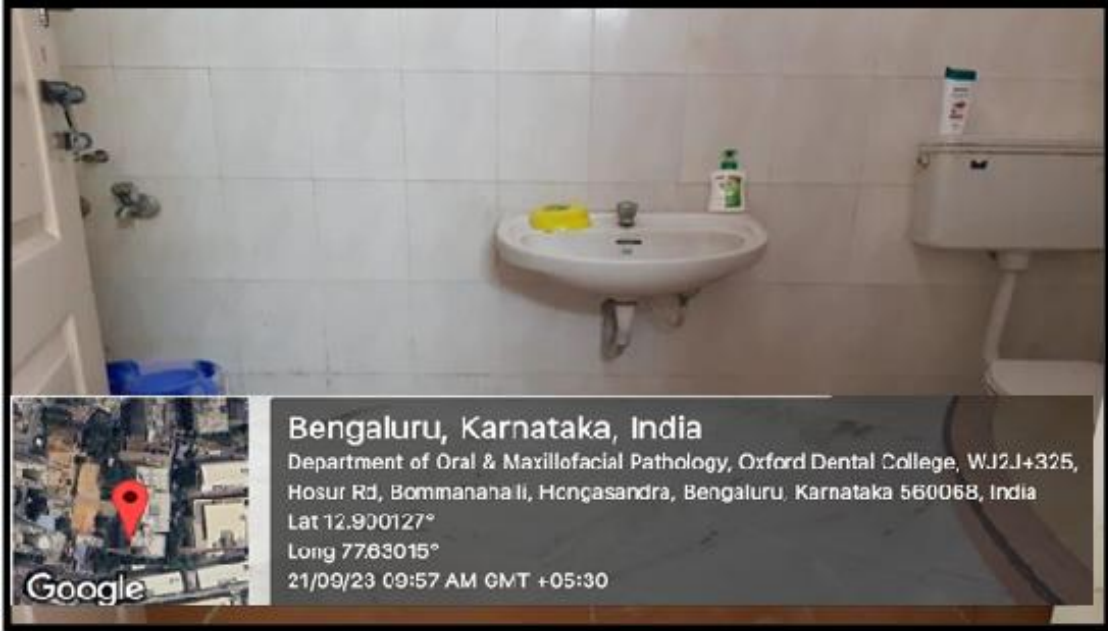 Bengaluru, Karnataka, India
Department of Oral & Maxillofacial Pathology, Oxford Dental College, WJ2J+325,
Hosur Rd, Bommanahalli, Hongasandra, Bengaluru, Karnataka 560068, India
Lat 12.900127°
Long 77.63015°
21/09/23 09:57 AM GMT +05:30
Google